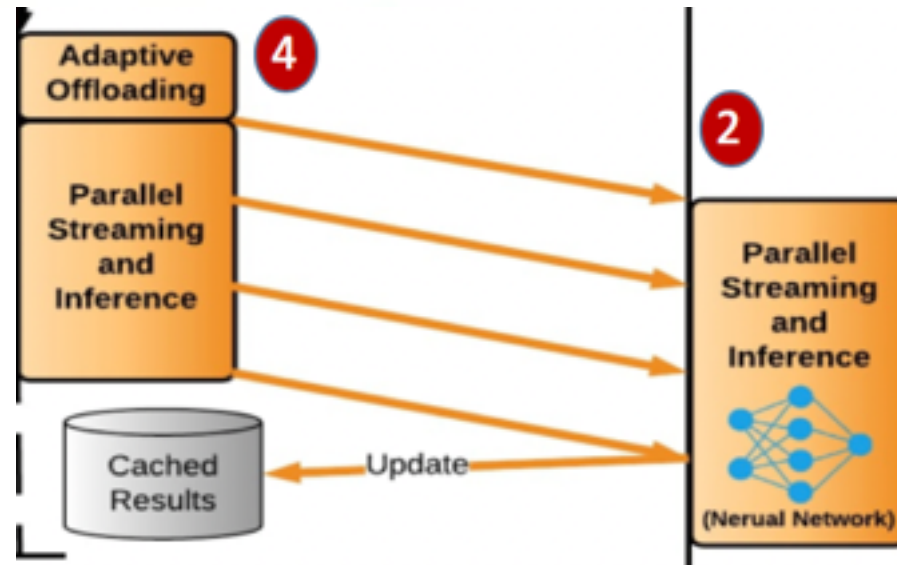 Adaptive
Offloading
4
2
Parallel
Streaming
and
Inference
Parallel
Streaming
and
Inference
Cached
Results
Update
(Nerual Network)